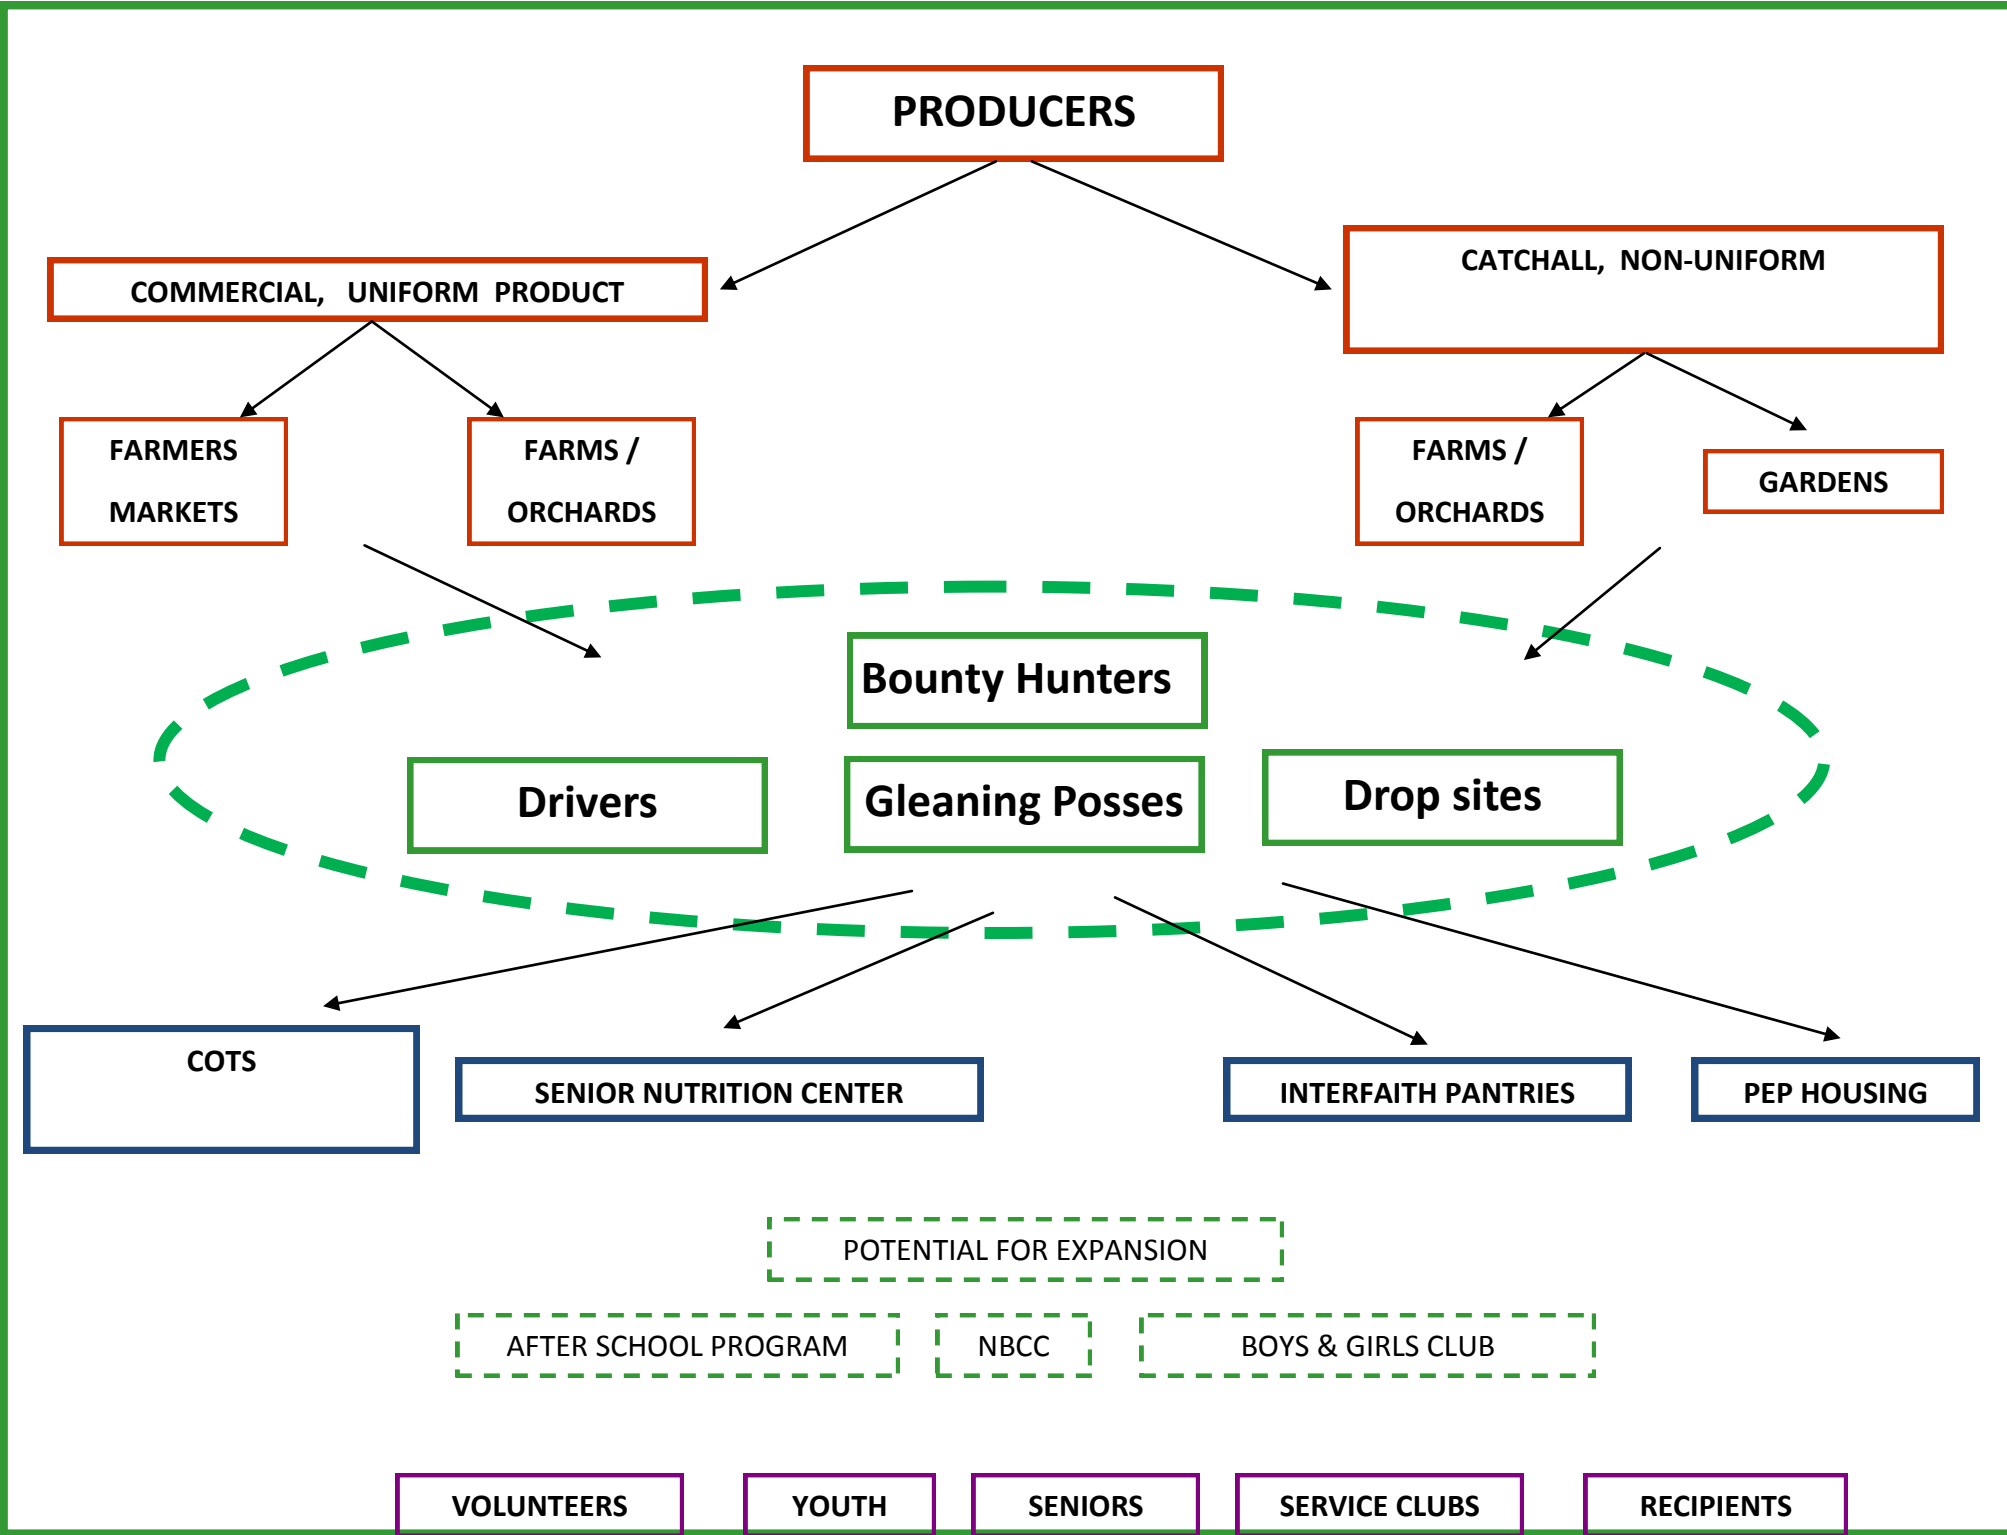 PRODUCERS
COMMERCIAL, UNIFORM PRODUCT
CATCHALL, NON-UNIFORM
FARMERS
MARKETS
FARMS /
ORCHARDS
FARMS /
ORCHARDS
GARDENS
Bounty Hunters
Drivers
Gleaning Posses
Drop sites
COTS
SENIOR NUTRITION CENTER
INTERFAITH PANTRIES
PEP HOUSING
POTENTIAL FOR EXPANSION
AFTER SCHOOL PROGRAM
NBCC
BOYS & GIRLS CLUB
VOLUNTEERS
YOUTH
SENIORS
SERVICE CLUBS
RECIPIENTS